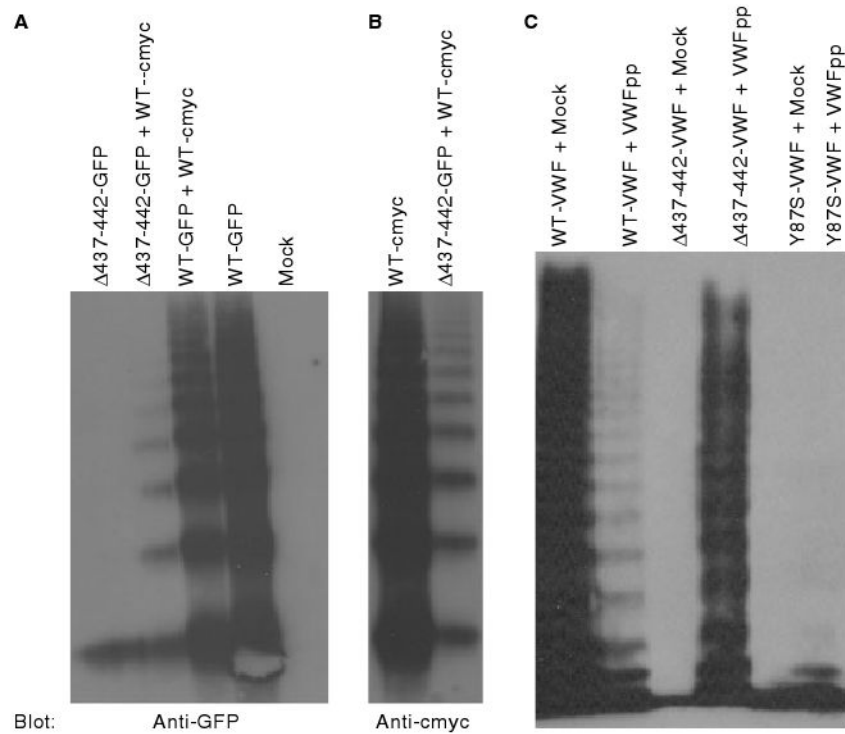 A
Δ437-442-GFP
Δ437-442-GFP + WT--cmyc
WT-GFP + WT-cmyc
WT-GFP
Mock
Blot:
Anti-GFP
B
WT-cmyc
Δ437-442-GFP + WT-cmyc
Anti-cmyc
C
WT-VWF + Mock
WT-VWF + VWFpp
Δ437-442-VWF + Mock
Δ437-442-VWF + VWFpp
Y87S-VWF + Mock
Y87S-VWF + VWFpp